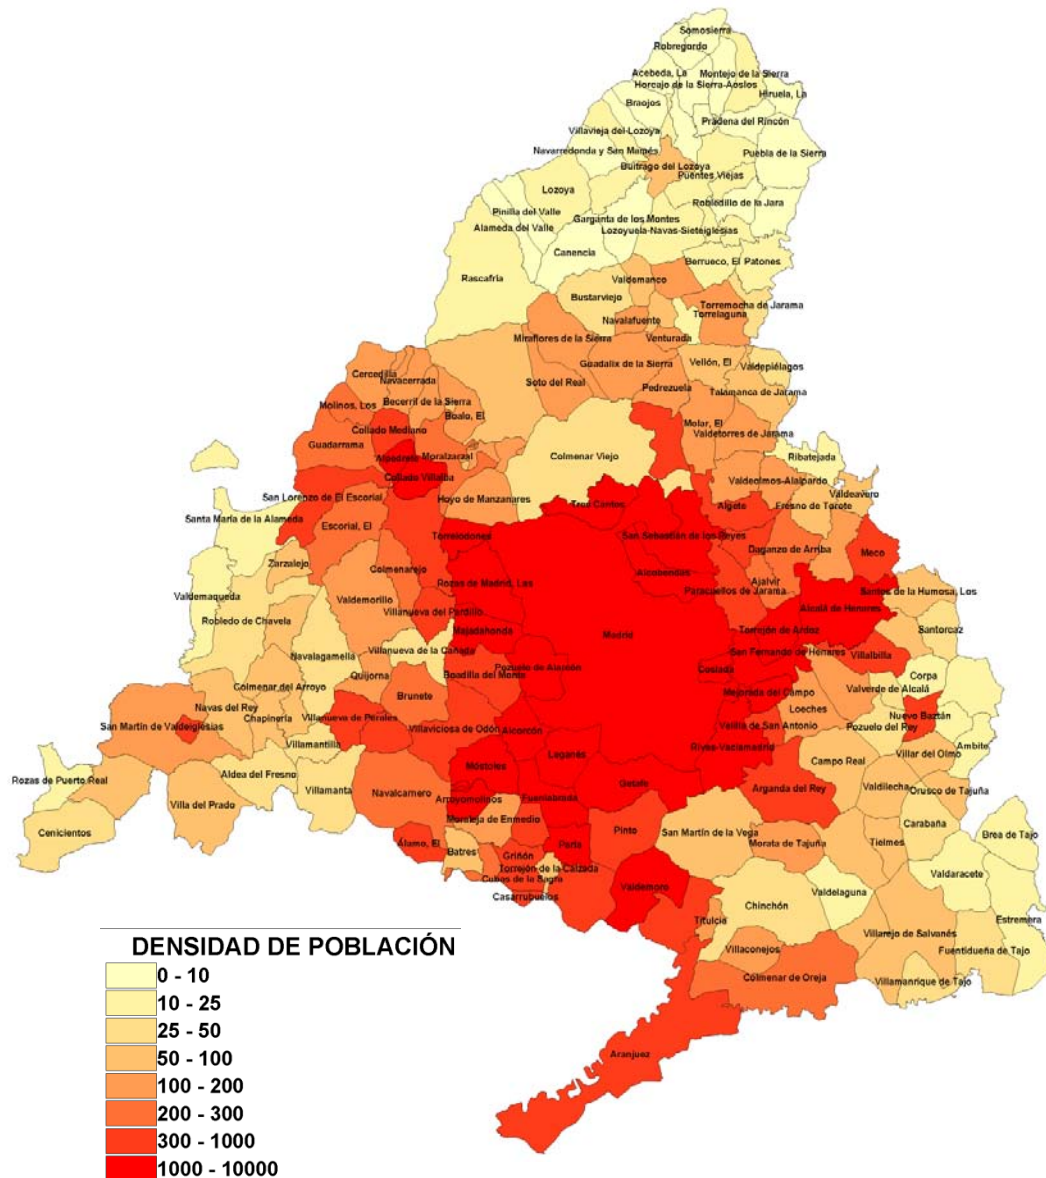 Somosierra
Robregordo
Acebeda, La
Montejo de la Sierra
Horcajo de la Sierra-Aoslos
Hiruela, La
Braojos
Prádena del Rincón
Villavieja del Lozoya
Navarredonda y San Mamés
Puebla de la Sierra
Buitrago del Lozoya
Puentes Viejas
Lozoya
Robledillo de la Jara
Pinilla del Valle
Garganta de los Montes
Alameda del Valle
Lozoyuela-Navas-Sieteiglesias
Canencia
Berrueco, El
Patones
Rascafría
Valdemanco
Bustarviejo
Torremocha de Jarama
Torrelaguna
Navalafuente
Miraflores de la Sierra
Venturada
Guadalix de la Sierra
Vellón, El
Valdepiélagos
Cercedilla
Navacerrada
Soto del Real
Pedrezuela
Talamanca de Jarama
Becerril de la Sierra
Molinos, Los
Boalo, El
Molar, El
Collado Mediano
Valdetorres de Jarama
Guadarrama
Alpedrete
Moralzarzal
Colmenar Viejo
Ribatejada
Collado Villalba
Valdeolmos-Alalpardo
Valdeavero
San Lorenzo de El Escorial
Hoyo de Manzanares
Tres Cantos
Algete
Fresno de Torote
Santa María de la Alameda
Escorial, El
Torrelodones
San Sebastián de los Reyes
Daganzo de Arriba
Meco
Zarzalejo
Colmenarejo
Alcobendas
Ajalvir
Rozas de Madrid, Las
Paracuellos de Jarama
Santos de la Humosa, Los
Valdemaqueda
Valdemorillo
Villanueva del Pardillo
Alcalá de Henares
Robledo de Chavela
Majadahonda
Madrid
Torrejón de Ardoz
Santorcaz
Navalagamella
Villanueva de la Cañada
San Fernando de Henares
Villalbilla
Pozuelo de Alarcón
Coslada
Quijorna
Boadilla del Monte
Corpa
Colmenar del Arroyo
Brunete
Mejorada del Campo
Valverde de Alcalá
Navas del Rey
Loeches
Nuevo Baztán
San Martín de Valdeiglesias
Chapinería
Villanueva de Perales
Villaviciosa de Odón
Alcorcón
Velilla de San Antonio
Pozuelo del Rey
Villamantilla
Leganés
Rivas-Vaciamadrid
Villar del Olmo
Ambite
Rozas de Puerto Real
Aldea del Fresno
Móstoles
Campo Real
Villamanta
Navalcarnero
Getafe
Arganda del Rey
Valdilecha
Orusco de Tajuña
Villa del Prado
Arroyomolinos
Fuenlabrada
Carabaña
Cenicientos
Moraleja de Enmedio
Pinto
San Martín de la Vega
Brea de Tajo
Álamo, El
Batres
Griñón
Parla
Morata de Tajuña
Tielmes
Torrejón de la Calzada
Cubas de la Sagra
Valdemoro
Valdaracete
Casarrubuelos
Chinchón
Valdelaguna
Titulcia
Estremera
Villarejo de Salvanés
Villaconejos
Fuentidueña de Tajo
Colmenar de Oreja
Villamanrique de Tajo
Aranjuez
DENSIDAD DE POBLACIÓN
0 - 10
10 - 25
25 - 50
50 - 100
100 - 200
200 - 300
300 - 1000
1000 - 10000